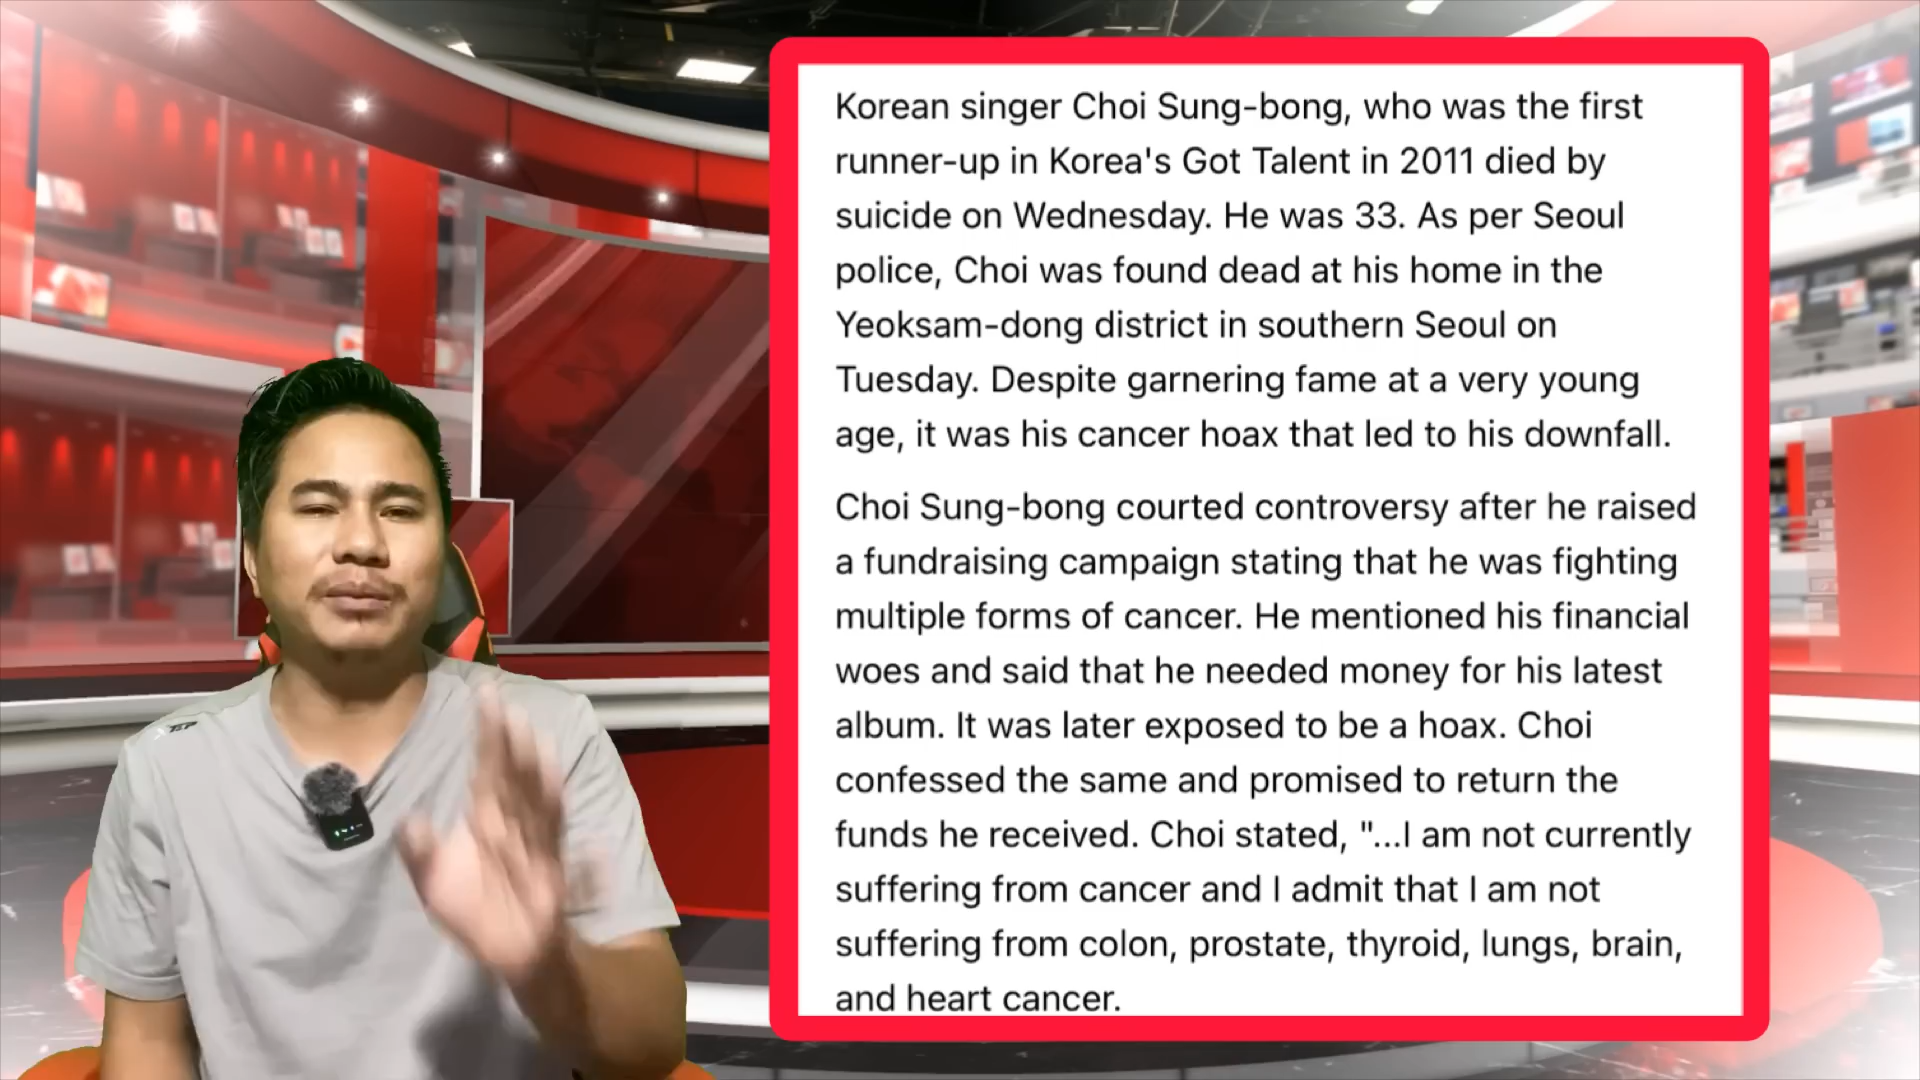 Korean singer Choi Sung-bong, who was the first
runner-up in Korea's Got Talent in 2011 died by
suicide on Wednesday. He was 33. As per Seoul
police, Choi was found dead at his home in the
Yeoksam-dong district in southern Seoul on
Tuesday. Despite garnering fame at a very young
age, it was his cancer hoax that led to his downfall.
Choi Sung-bong courted controversy after he raised
a fundraising campaign stating that he was fighting
multiple forms of cancer. He mentioned his financial
woes and said that he needed money for his latest
album. It was later exposed to be a hoax. Choi
confessed the same and promised to return the
funds he received. Choi stated, "...I am not currently
suffering from cancer and I admit that I am not
suffering from colon, prostate, thyroid, lungs, brain,
and heart cancer.